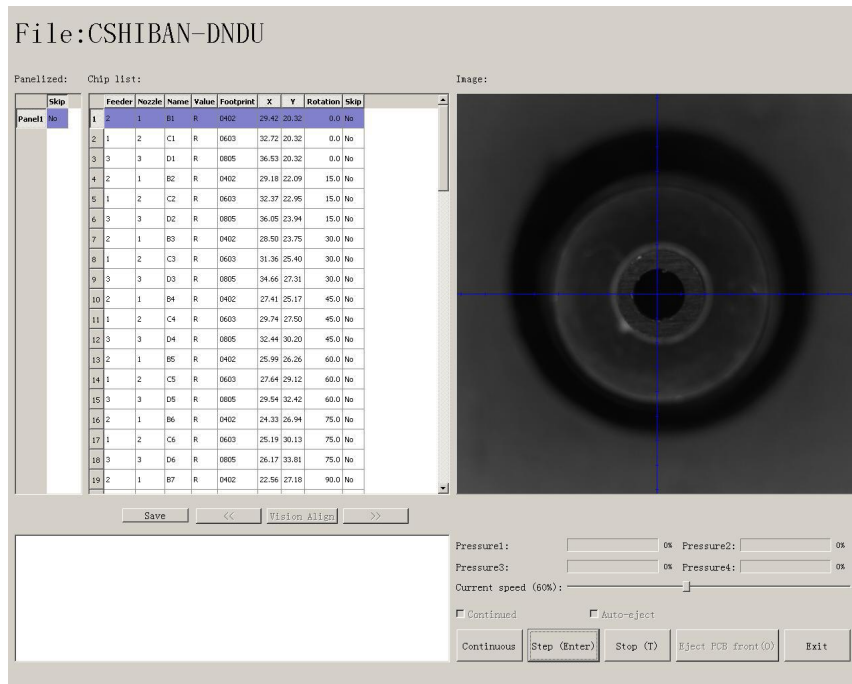 File:CSHIBAN-DNDU
Panelized:
Chip list:
Image:
Skip
Panel1 No
Feeder Nozzle Name Value Footprint X Y Rotation Skip
1 2 1 B1 R 0402 29.42 20.32 0.0 No
2 1 2 C1 R 0603 32.72 20.32 0.0 No
3 3 3 D1 R 0805 36.53 20.32 0.0 No
4 2 1 B2 R 0402 29.18 22.09 15.0 No
5 1 2 C2 R 0603 32.37 22.95 15.0 No
6 3 3 D2 R 0805 36.05 23.94 15.0 No
7 2 1 B3 R 0402 28.50 23.75 30.0 No
8 1 2 C3 R 0603 31.36 25.40 30.0 No
9 3 3 D3 R 0805 34.66 27.31 30.0 No
10 2 1 B4 R 0402 27.41 25.17 45.0 No
11 1 2 C4 R 0603 29.74 27.50 45.0 No
12 3 3 D4 R 0805 32.44 30.20 45.0 No
13 2 1 B5 R 0402 25.99 26.26 60.0 No
14 1 2 C5 R 0603 27.64 29.12 60.0 No
15 3 3 D5 R 0805 29.54 32.42 60.0 No
16 2 1 B6 R 0402 24.33 26.94 75.0 No
17 1 2 C6 R 0603 25.19 30.13 75.0 No
18 3 3 D6 R 0805 26.17 33.81 75.0 No
19 2 1 B7 R 0402 22.56 27.18 90.0 No
Save << Vision Align >>
Pressure1: 0% Pressure2: 0%
Pressure3: 0% Pressure4: 0%
Current speed (60%):
Continued Auto-eject
Continuous Step (Enter) Stop (T) Eject PCB front(O) Exit